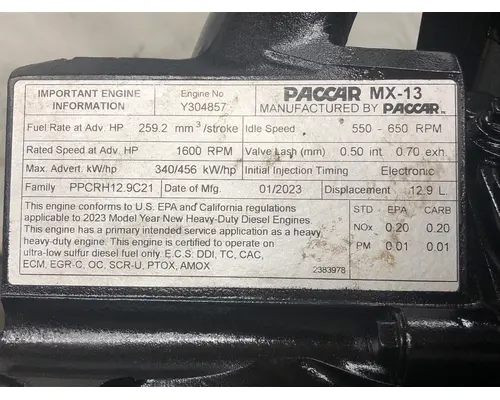 IMPORTANT ENGINE
INFORMATION
Engine No
Y304857
PACCAR MX-13
MANUFACTURED BY PACCAR INC
Fuel Rate at Adv. HP 259.2 mm³/stroke
Idle Speed 550 - 650 RPM
Rated Speed at Adv. HP 1600 RPM
Valve Lash (mm) 0.50 int 0.70 exh
Max. Advert. kW/hp 340/456 kW/hp
Initial Injection Timing Electronic
Family PPCRH12.9C21
Date of Mfg. 01/2023
Displacement 12.9 L
This engine conforms to U.S. EPA and California regulations
applicable to 2023 Model Year New Heavy-Duty Diesel Engines.
This engine has a primary intended service application as a heavy
heavy-duty engine. This engine is certified to operate on
ultra-low sulfur diesel fuel only. E.C.S. DDI, TC, CAC,
ECM, EGR-C, OC, SCR-U, PTOX, AMOX
STD EPA CARB
NOx 0.20 0.20
PM 0.01 0.01
2383978